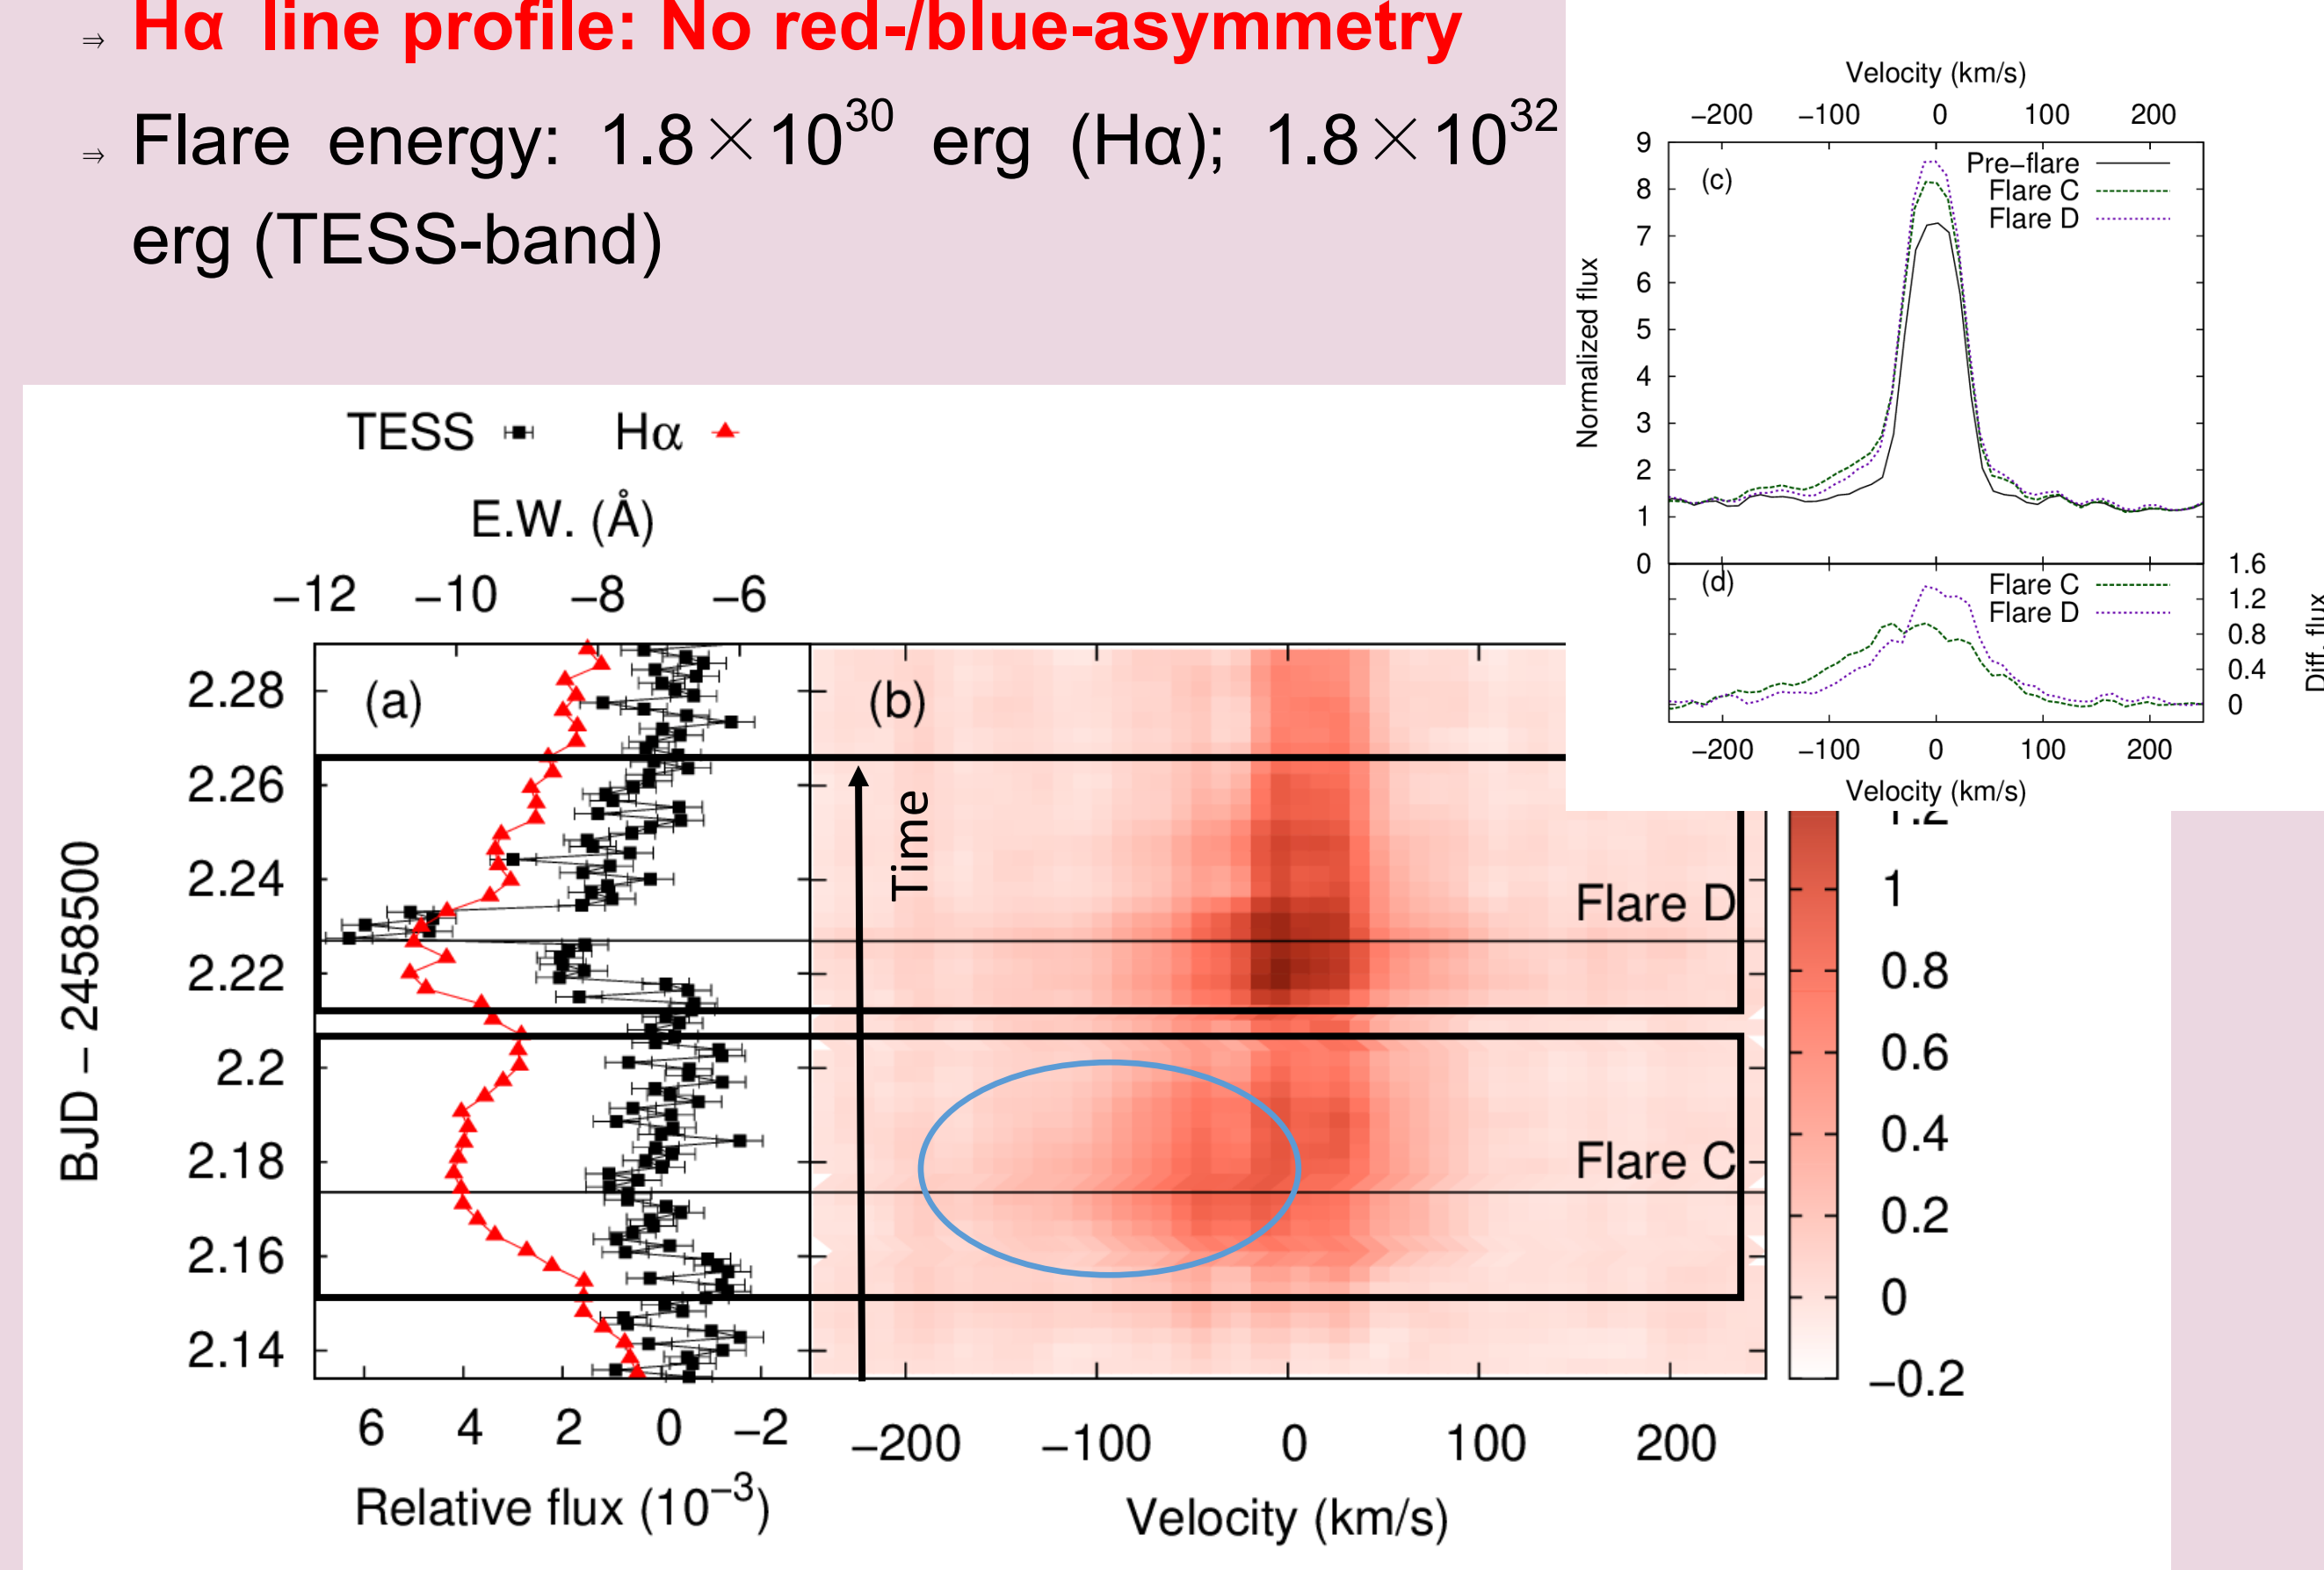 ⇒ Hα line profile: No red-/blue-asymmetry
⇒ Flare energy: 1.8×10³⁰ erg (Hα); 1.8×10³²
erg (TESS-band)
TESS Hα
E.W. (Å)
−12 −10 −8 −6
(a) (b)
BJD − 2458500
2.28
2.26
2.24
2.22
2.2
2.18
2.16
2.14
Time
Flare D
Flare C
6 4 2 0 −2
Relative flux (10⁻³)
−200 −100 0 100 200
Velocity (km/s)
1.2
1
0.8
0.6
0.4
0.2
0
−0.2
Velocity (km/s)
−200 −100 0 100 200
(c)
Pre−flare
Flare C
Flare D
Normalized flux
9
8
7
6
5
4
3
2
1
0
(d)
Flare C
Flare D
1.6
1.2
0.8
0.4
0
Diff. flux
−200 −100 0 100 200
Velocity (km/s)